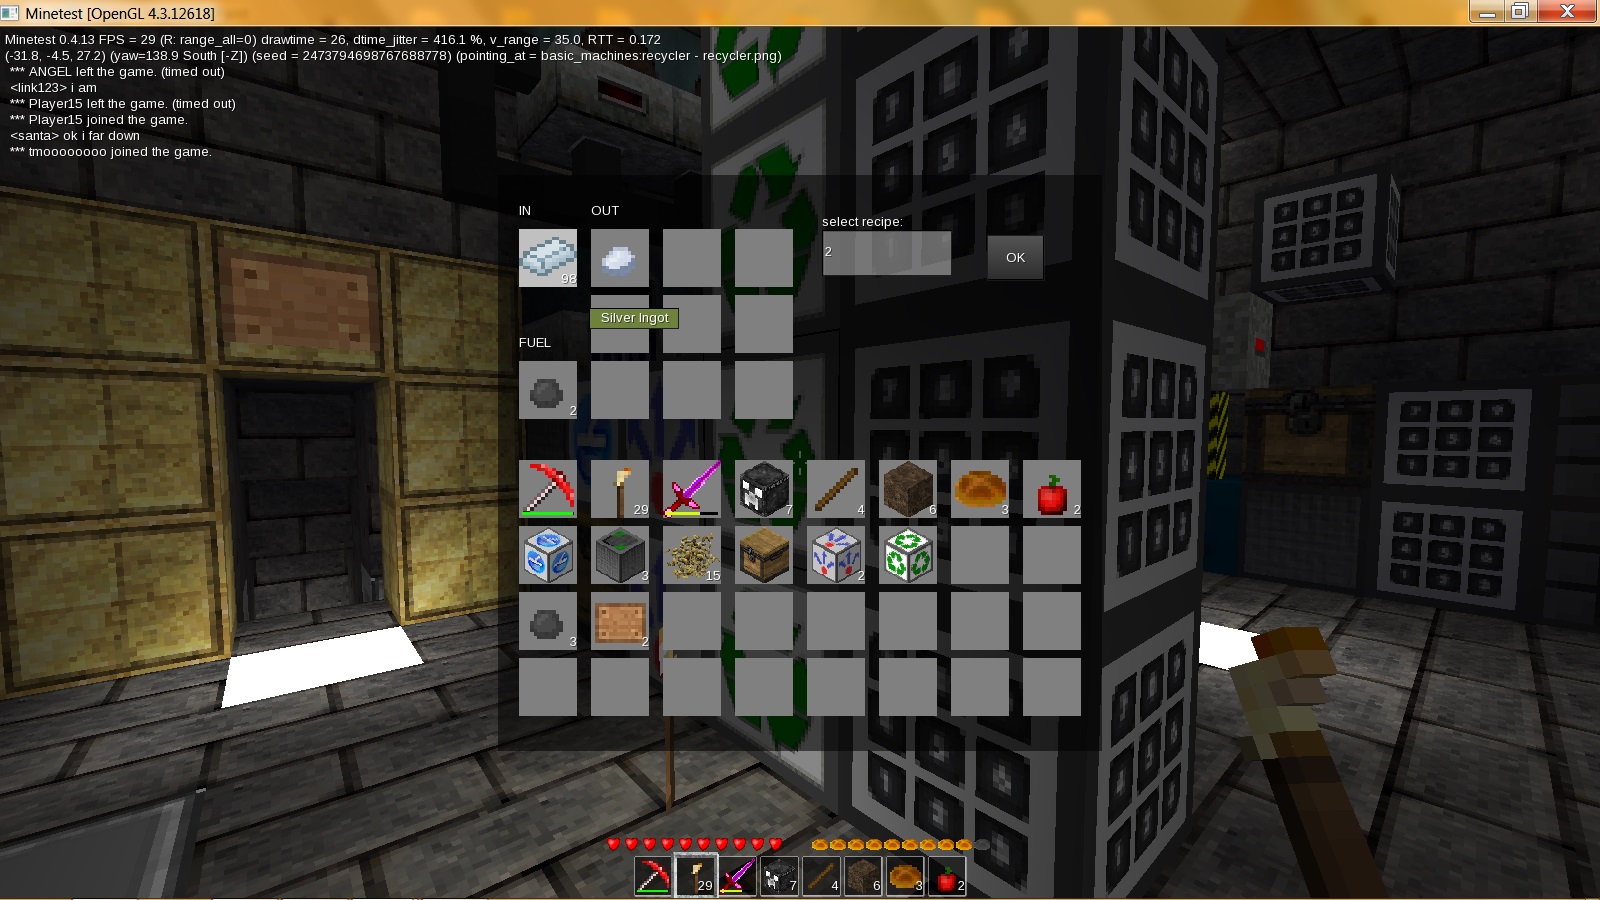 Minetest [OpenGL 4.3.12618]
Minetest 0.4.13 FPS = 29 (R: range_all=0) drawtime = 26, dtime_jitter = 416.1 %, v_range = 35.0, RTT = 0.172
(-31.8, -4.5, 27.2) (yaw=138.9 South [-Z]) (seed = 2473794698767688778) (pointing_at = basic_machines:recycler - recycler.png)
*** ANGEL left the game. (timed out)
<link123> i am
*** Player15 left the game. (timed out)
*** Player15 joined the game.
<santa> ok i far down
*** tmoooooooo joined the game.
IN OUT
select recipe:
2
OK
98
Silver Ingot
FUEL
2
29 7 4 6 3 2
3 15 2
3 2
29 7 4 6 3 2